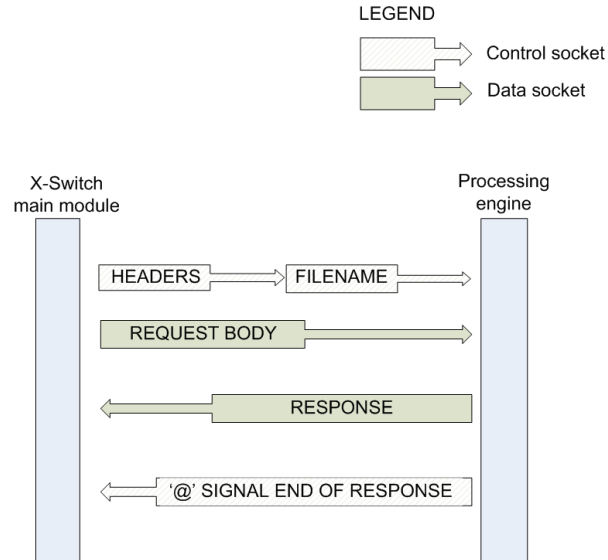 LEGEND
Control socket
Data socket
X-Switch
main module
Processing
engine
HEADERS
FILENAME
REQUEST BODY
RESPONSE
‘@’ SIGNAL END OF RESPONSE